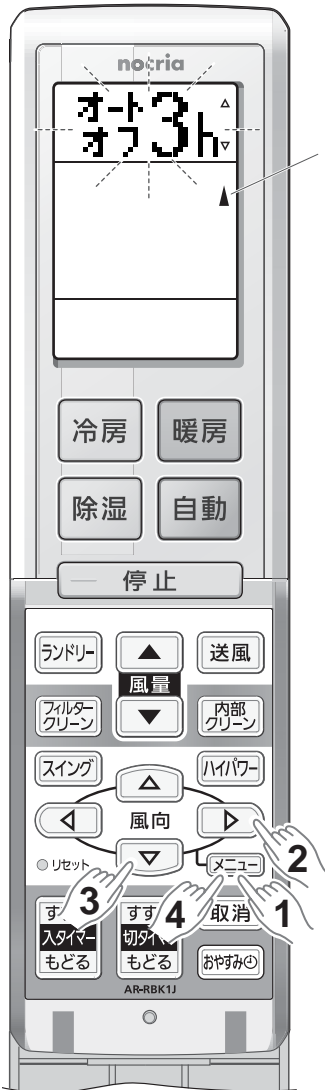 nocria
オート
オフ 3h
冷房
暖房
除湿
自動
停止
ランドリー
送風
風量
フィルター
クリーン
内部
クリーン
スイング
ハイパワー
風向
リセット
メニュー
2
3
4
1
取消
入タイマー
もどる
切タイ
もどる
おやすみ
AR-RBK1J